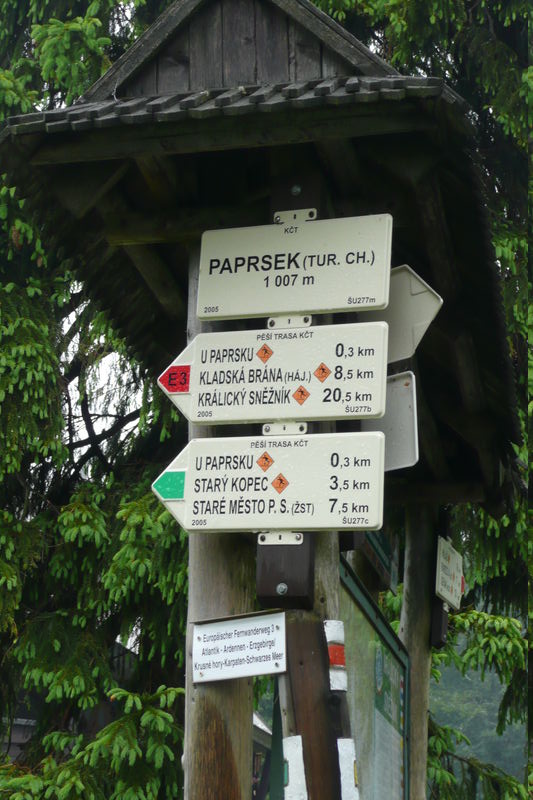 KČT
PAPRSEK (TUR. CH.)
1 007 m
2005 ŠU277m
PĚŠÍ TRASA KČT
E3
U PAPRSKU 0,3 km
KLADSKÁ BRÁNA (HÁJ.) 8,5 km
KRÁLICKÝ SNĚŽNÍK 20,5 km
2005 ŠU277b
PĚŠÍ TRASA KČT
U PAPRSKU 0,3 km
STARÝ KOPEC 3,5 km
STARÉ MĚSTO P. S. (ŽST) 7,5 km
2005 ŠU277c
Europäischer Fernwanderweg 3
Atlantik - Ardennen - Erzgebirge/
Krusné hory-Karpaten-Schwarzes Meer